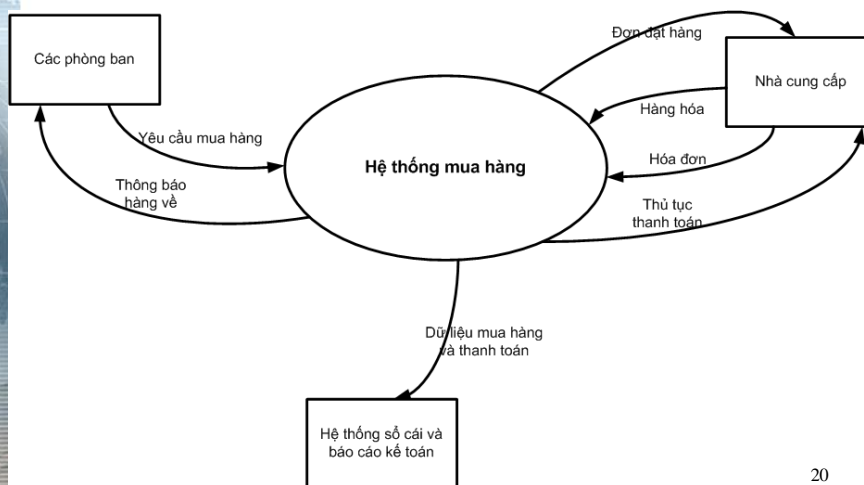 Đơn đặt hàng
Các phòng ban
Nhà cung cấp
Hàng hóa
Yêu cầu mua hàng
Hệ thống mua hàng
Hóa đơn
Thông báo
hàng về
Thủ tục
thanh toán
Dữ liệu mua hàng
và thanh toán
Hệ thống sổ cái và
báo cáo kế toán
20